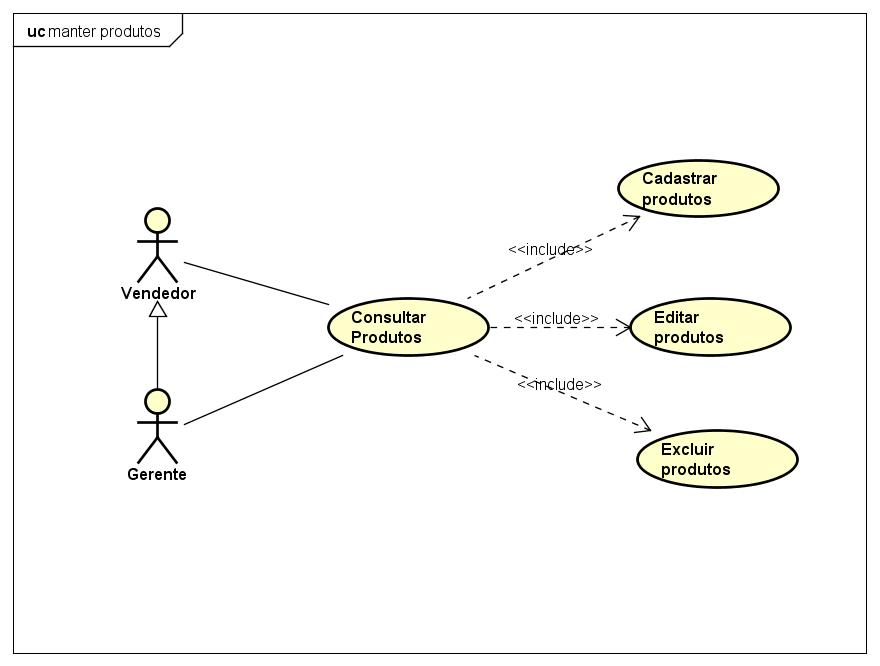 uc manter produtos
Cadastrar
produtos
<<include>>
Vendedor
Consultar
Produtos
<<include>>
Editar
produtos
<<include>>
Excluir
produtos
Gerente